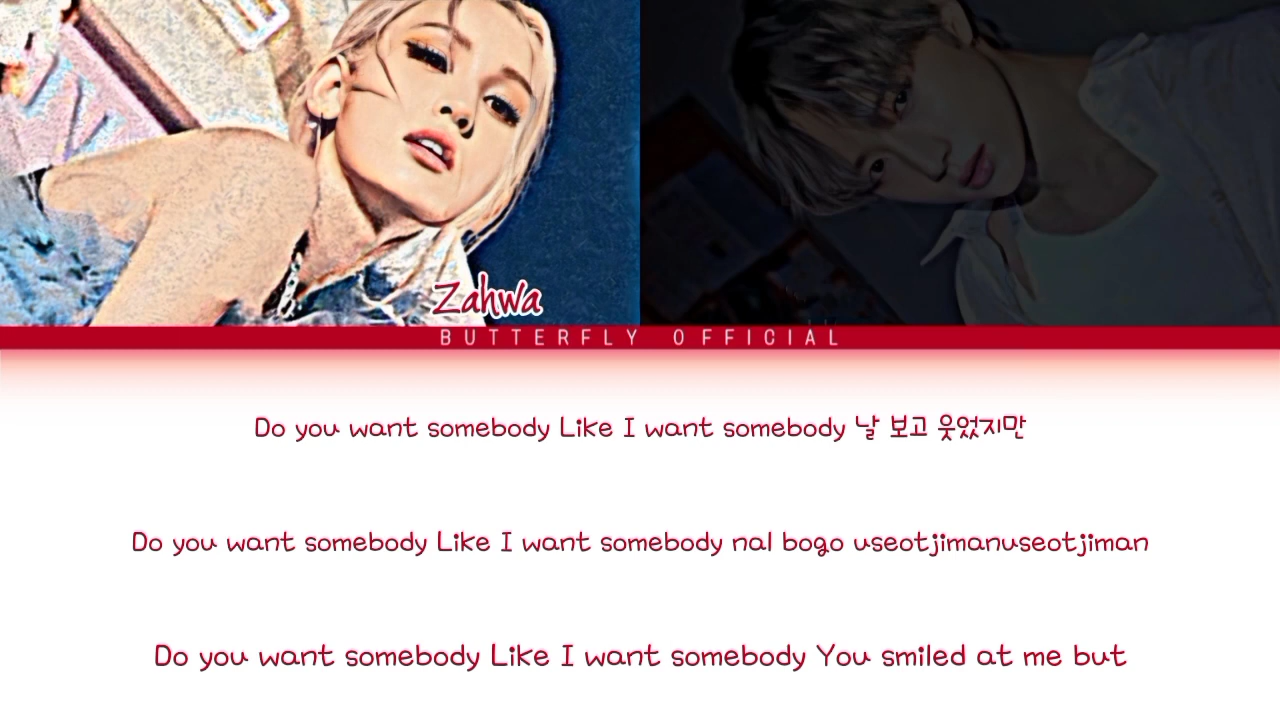 Zahwa
BUTTERFLY OFFICIAL
Do you want somebody Like I want somebody 날 보고 웃었지만
Do you want somebody Like I want somebody nal bogo useotjimanuseotjiman
Do you want somebody Like I want somebody You smiled at me but